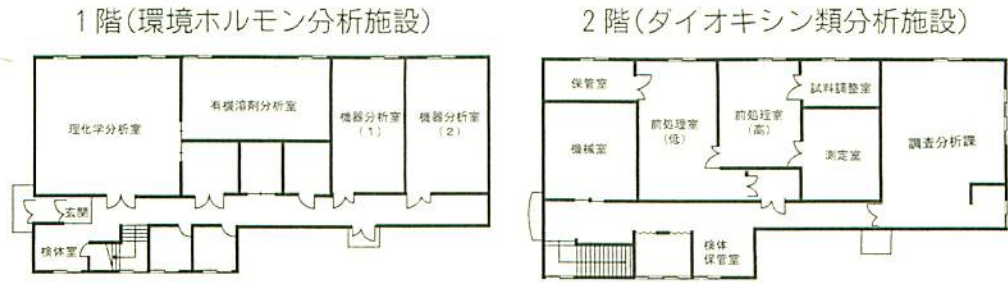 1階(環境ホルモン分析施設)
理化学分析室
有機溶剤分析室
機器分析室
(1)
機器分析室
(2)
玄関
検体室
2階(ダイオキシン類分析施設)
保管室
機械室
前処理室
(低)
前処理室
(高)
試料調整室
測定室
調査分析課
検体
保管室